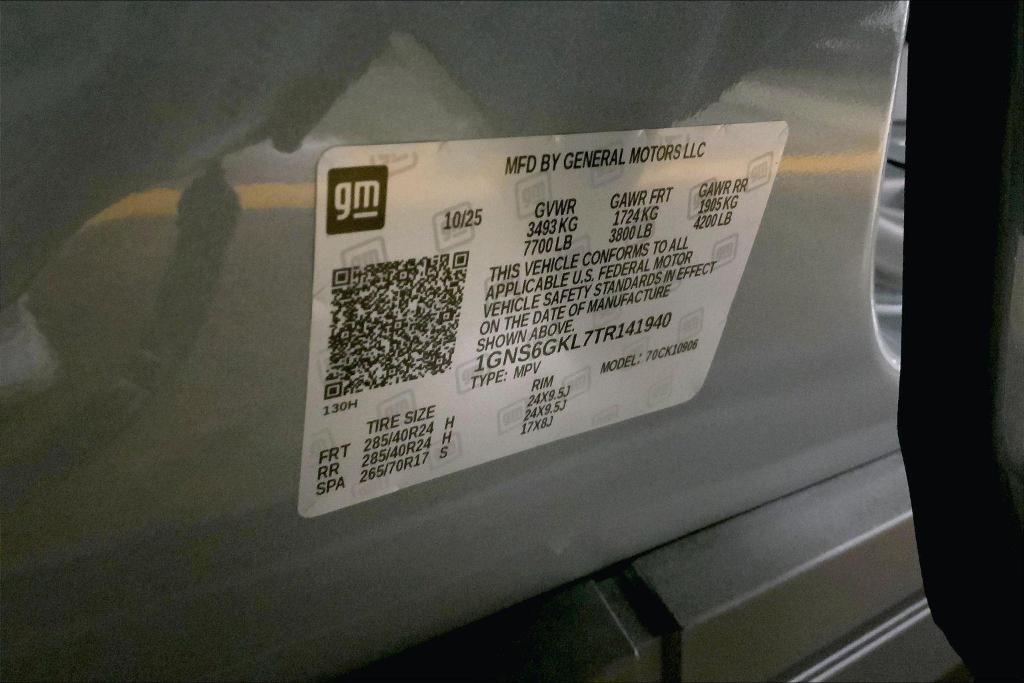 gm
MFD BY GENERAL MOTORS LLC
10/25
GVWR GAWR FRT GAWR RR
3493 KG 1724 KG 1905 KG
7700 LB 3800 LB 4200 LB
THIS VEHICLE CONFORMS TO ALL
APPLICABLE U.S. FEDERAL MOTOR
VEHICLE SAFETY STANDARDS IN EFFECT
ON THE DATE OF MANUFACTURE
SHOWN ABOVE.
1GNS6GKL7TR141940
TYPE: MPV MODEL: 70CK10906
130H
TIRE SIZE RIM
FRT 285/40R24 H 24X9.5J
RR 285/40R24 H 24X9.5J
SPA 265/70R17 S 17X8J